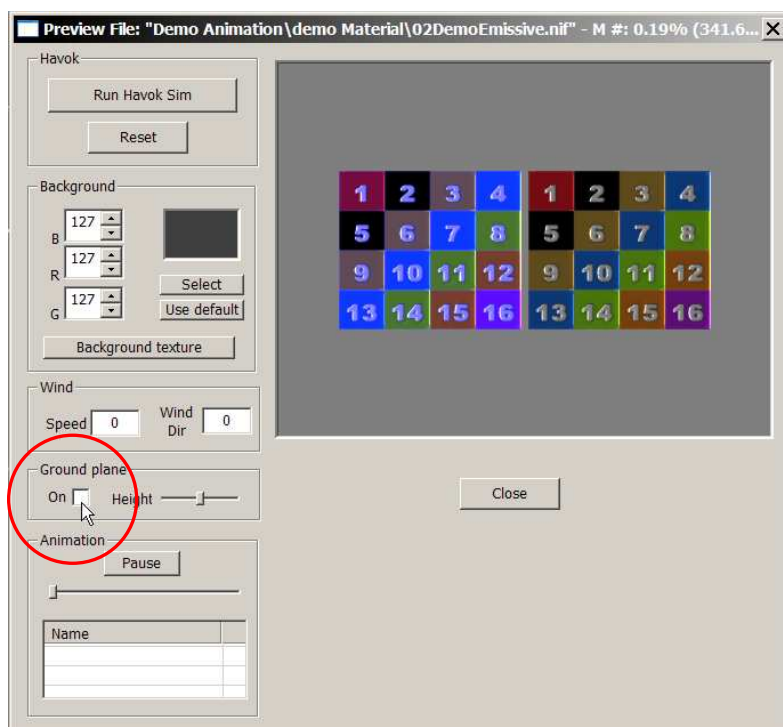 Preview File: "Demo Animation\demo Material\02DemoEmissive.nif" - M #: 0.19% (341.6...
Havok
Run Havok Sim
Reset
Background
B 127
R 127
G 127
Select
Use default
Background texture
Wind
Speed 0 Wind Dir 0
Ground plane
On Height
Animation
Pause
Name
1 2 3 4 1 2 3 4
5 6 7 8 5 6 7 8
9 10 11 12 9 10 11 12
13 14 15 16 13 14 15 16
Close